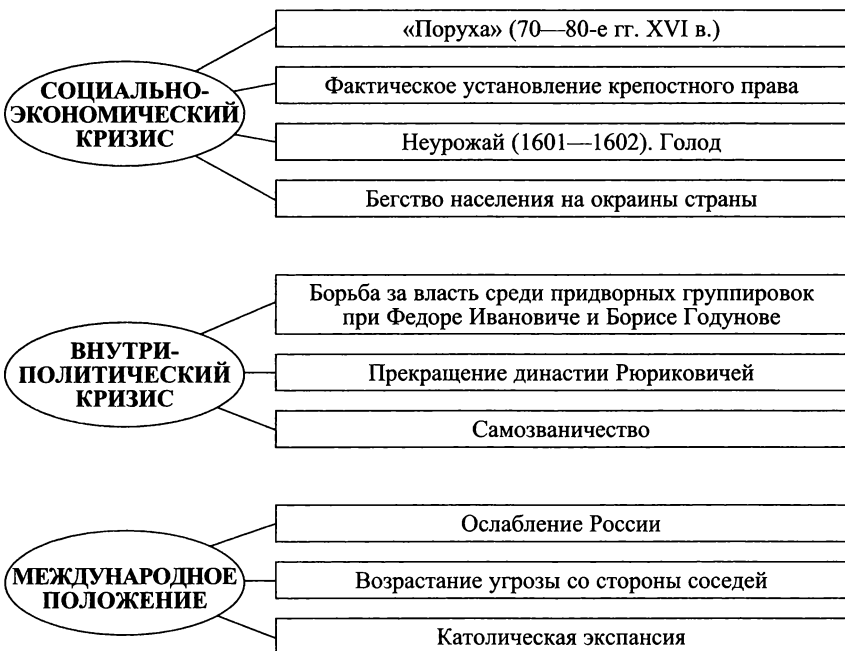 СОЦИАЛЬНО-
ЭКОНОМИЧЕСКИЙ
КРИЗИС
«Поруха» (70—80-е гг. XVI в.)
Фактическое установление крепостного права
Неурожай (1601—1602). Голод
Бегство населения на окраины страны
ВНУТРИ-
ПОЛИТИЧЕСКИЙ
КРИЗИС
Борьба за власть среди придворных группировок
при Федоре Ивановиче и Борисе Годунове
Прекращение династии Рюриковичей
Самозваничество
МЕЖДУНАРОДНОЕ
ПОЛОЖЕНИЕ
Ослабление России
Возрастание угрозы со стороны соседей
Католическая экспансия